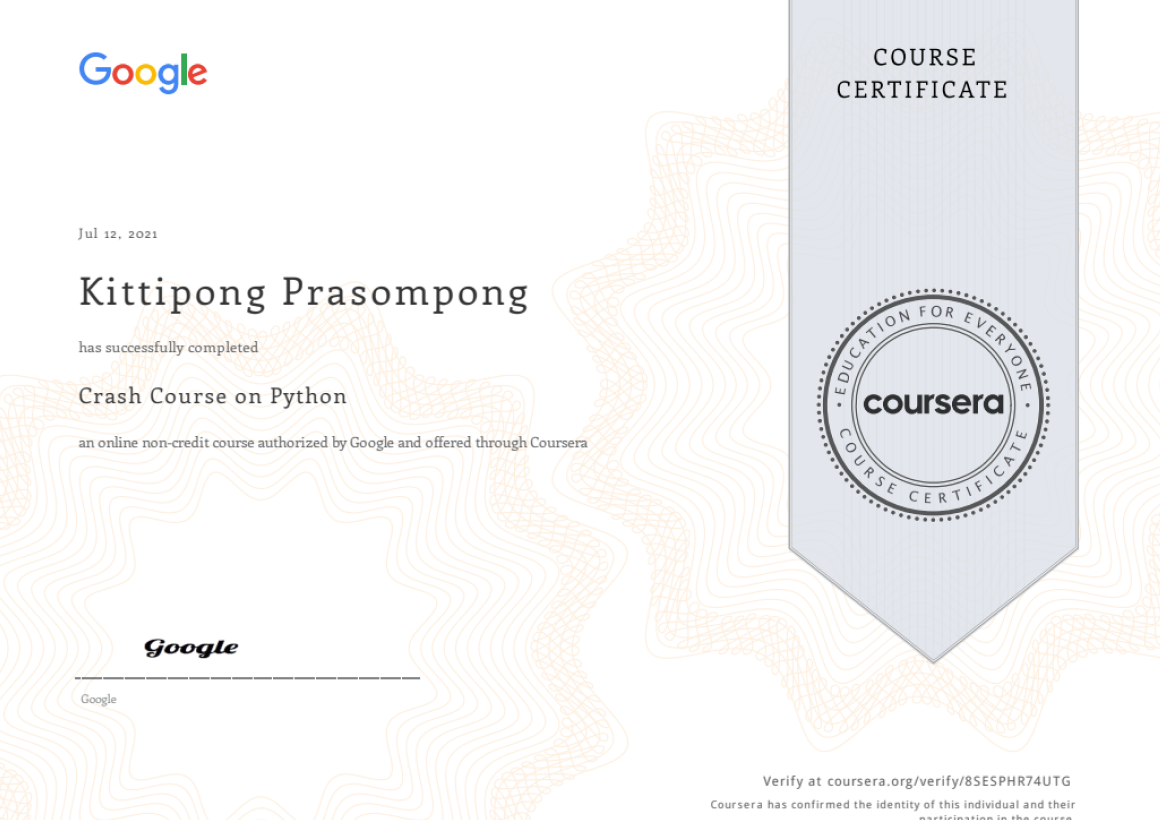 Google
COURSE
CERTIFICATE
Jul 12, 2021
Kittipong Prasompong
has successfully completed
Crash Course on Python
an online non-credit course authorized by Google and offered through Coursera
EDUCATION FOR EVERYONE
coursera
COURSE CERTIFICATE
Google
Google
Verify at coursera.org/verify/8SESPHR74UTG
Coursera has confirmed the identity of this individual and their
participation in the course.